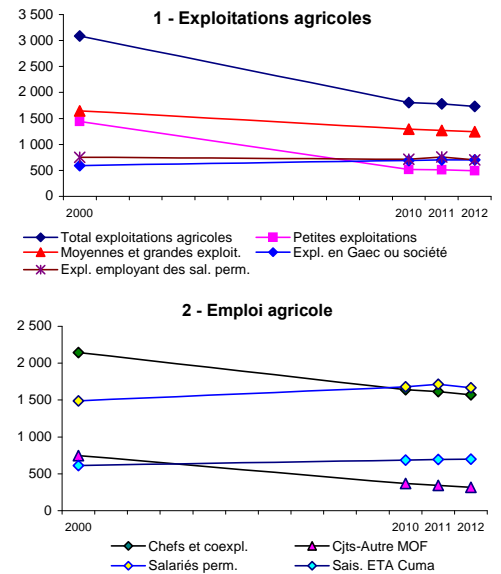 1 - Exploitations agricoles
3 500
3 000
2 500
2 000
1 500
1 000
500
0
2000 2010 2011 2012
Total exploitations agricoles Petites exploitations
Moyennes et grandes exploit. Expl. en Gaec ou société
Expl. employant des sal. perm.
2 - Emploi agricole
2 500
2 000
1 500
1 000
500
0
2000 2010 2011 2012
Chefs et coexpl. Cjts-Autre MOF
Salariés perm. Sais. ETA Cuma